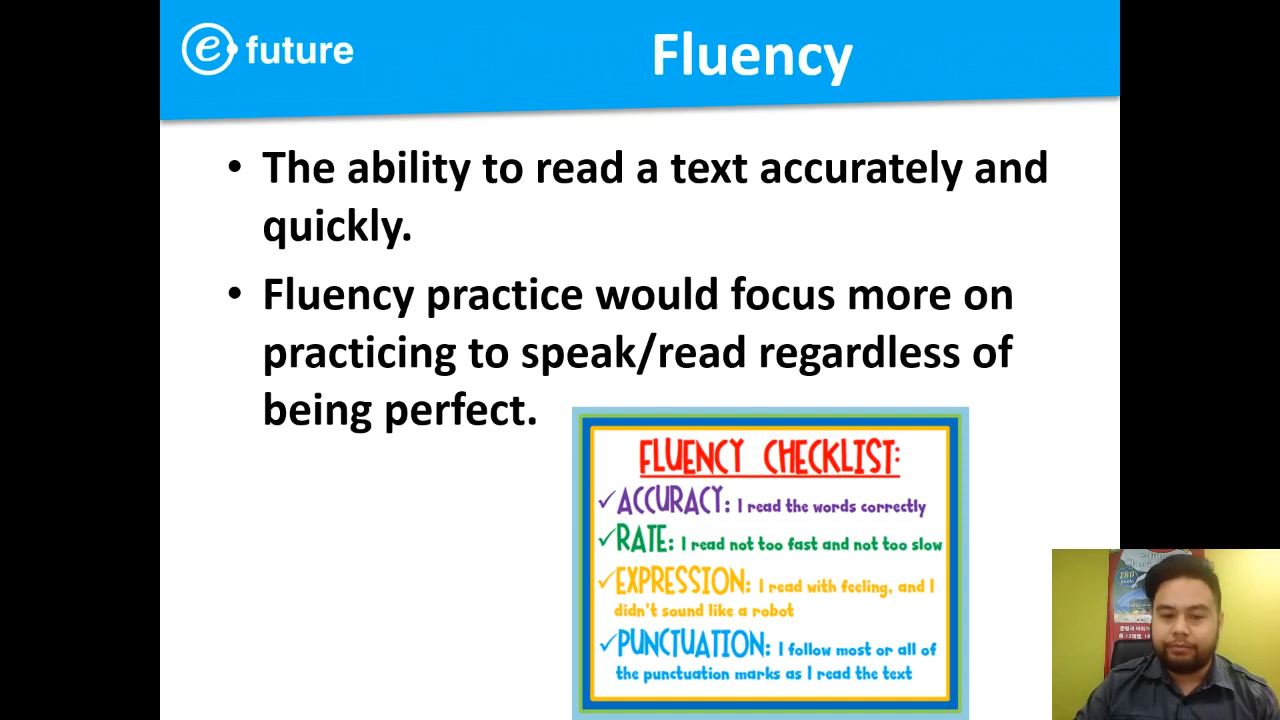 e future
Fluency
• The ability to read a text accurately and
quickly.
• Fluency practice would focus more on
practicing to speak/read regardless of
being perfect.
FLUENCY CHECKLIST:
✓ACCURACY: I read the words correctly
✓RATE: I read not too fast and not too slow
✓EXPRESSION: I read with feeling, and I
didn't sound like a robot
✓PUNCTUATION: I follow most or all of
the punctuation marks as I read the text
180